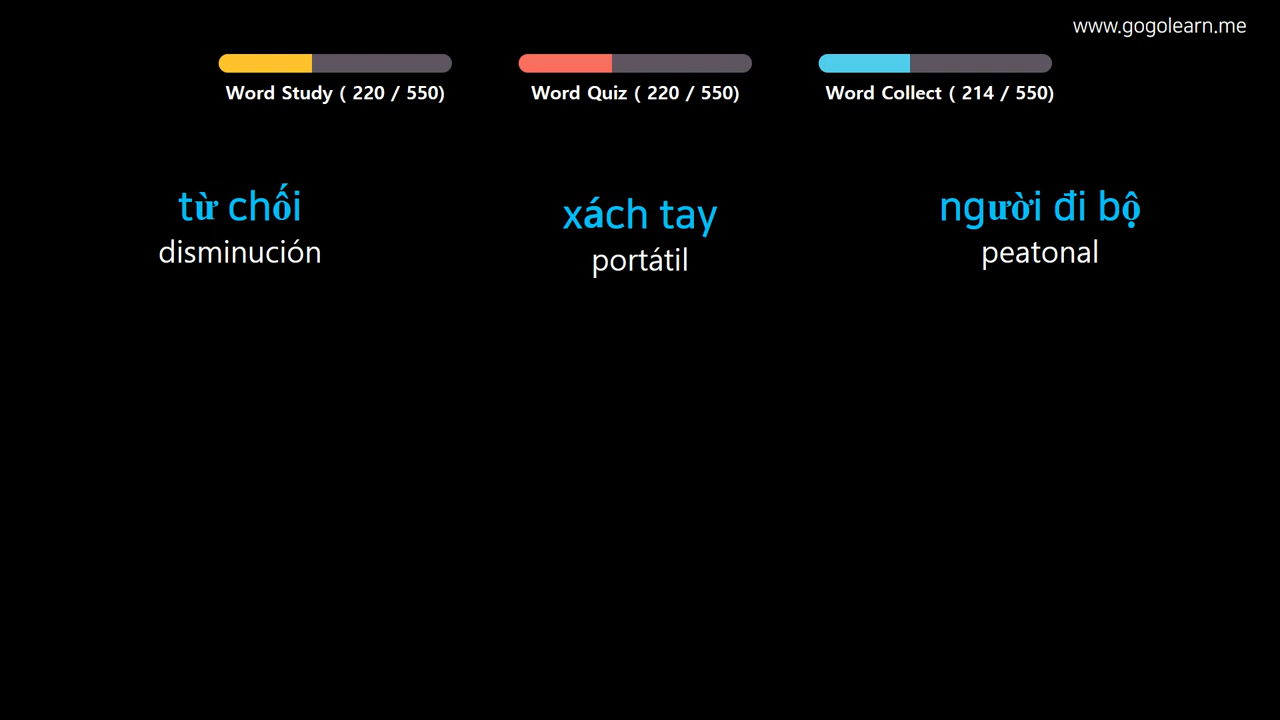 www.gogolearn.me
Word Study ( 220 / 550)
Word Quiz ( 220 / 550)
Word Collect ( 214 / 550)
từ chối
disminución
xách tay
portátil
người đi bộ
peatonal